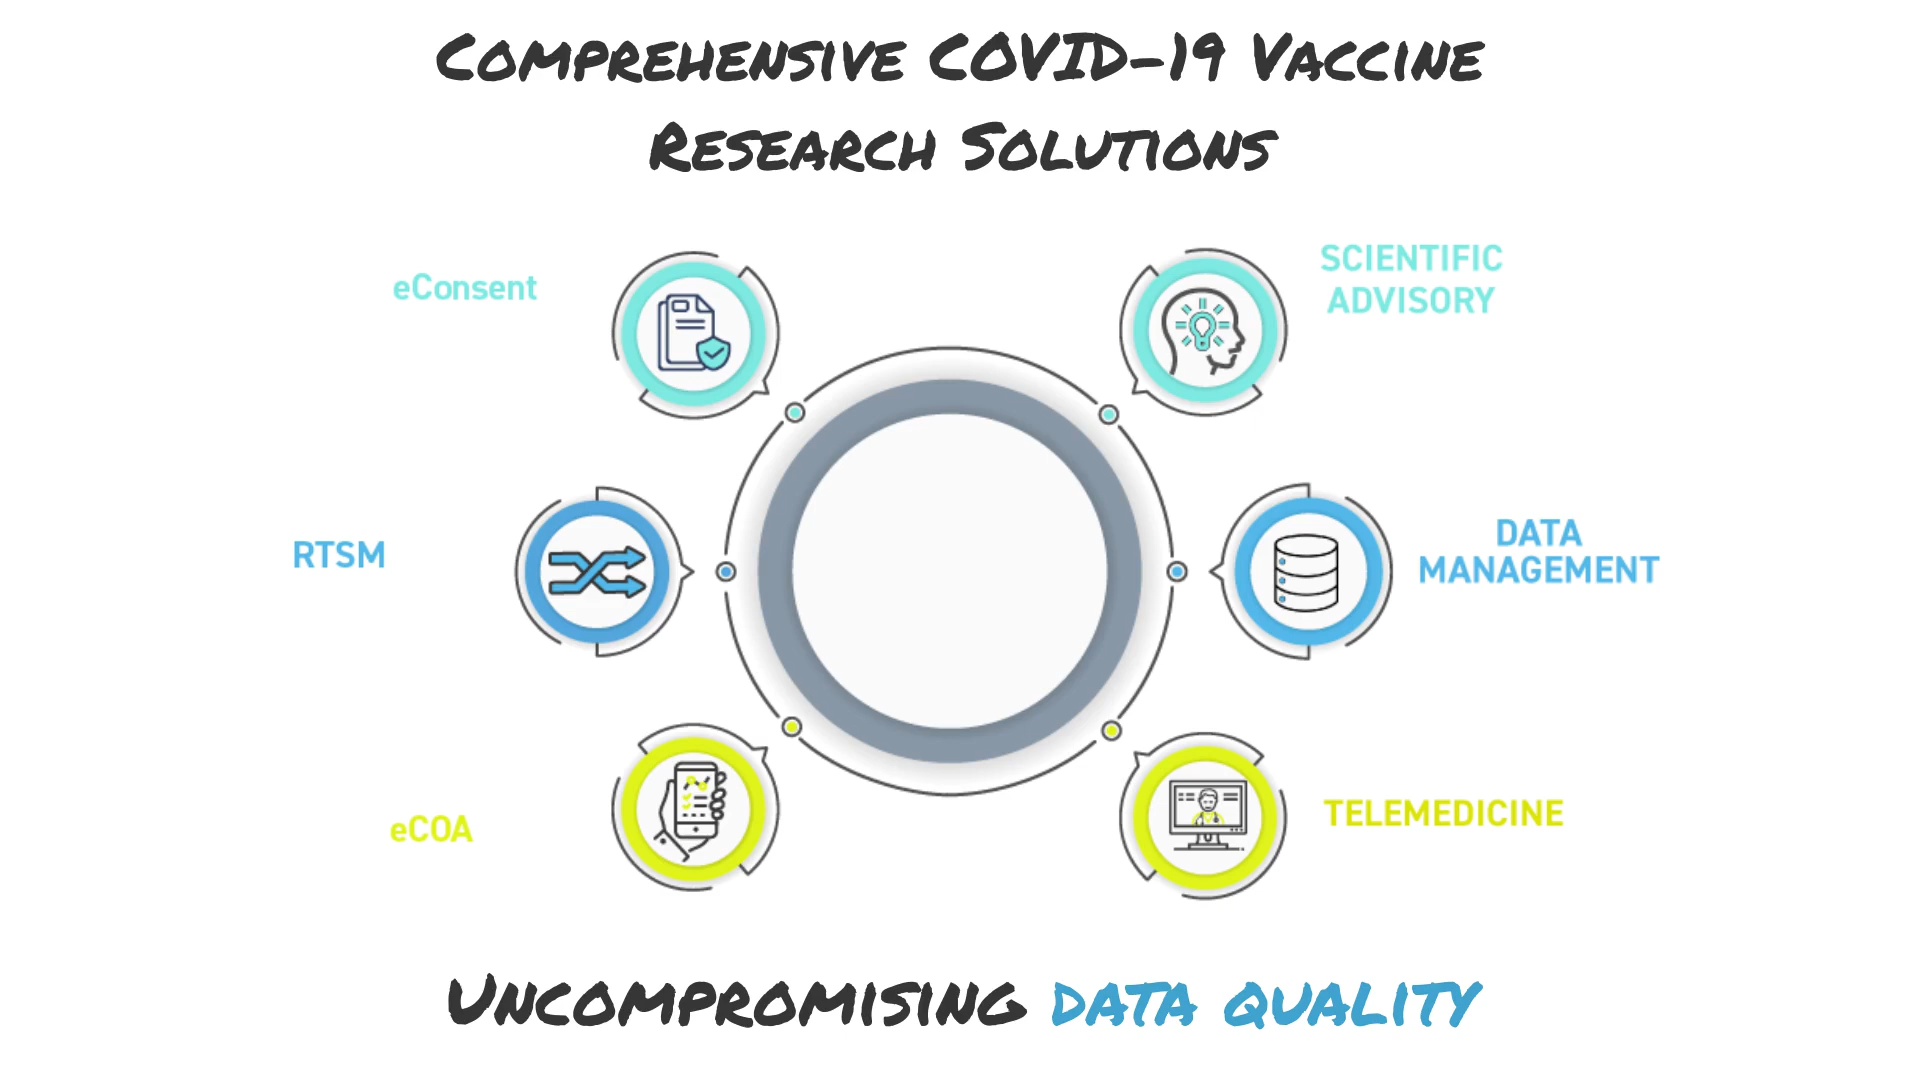 Comprehensive COVID-19 Vaccine
Research Solutions
eConsent
SCIENTIFIC
ADVISORY
RTSM
DATA
MANAGEMENT
eCOA
TELEMEDICINE
Uncompromising data quality